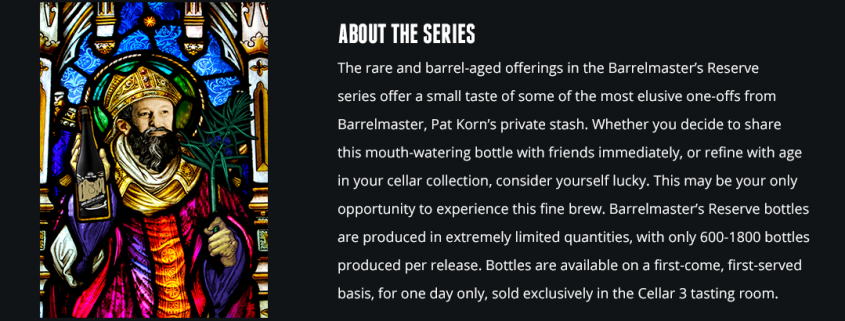 ABOUT THE SERIES
The rare and barrel-aged offerings in the Barrelmaster’s Reserve
series offer a small taste of some of the most elusive one-offs from
Barrelmaster, Pat Korn’s private stash. Whether you decide to share
this mouth-watering bottle with friends immediately, or refine with age
in your cellar collection, consider yourself lucky. This may be your only
opportunity to experience this fine brew. Barrelmaster’s Reserve bottles
are produced in extremely limited quantities, with only 600-1800 bottles
produced per release. Bottles are available on a first-come, first-served
basis, for one day only, sold exclusively in the Cellar 3 tasting room.